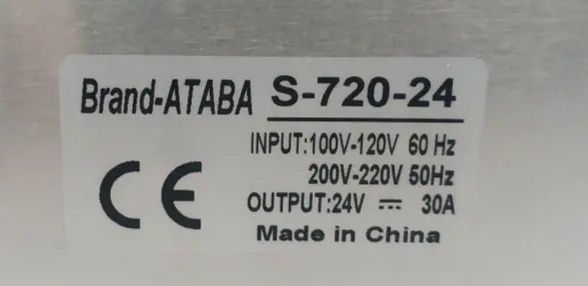 Brand-ATABA S-720-24
INPUT:100V-120V 60 Hz
200V-220V 50Hz
CE
OUTPUT:24V ⎓ 30A
Made in China